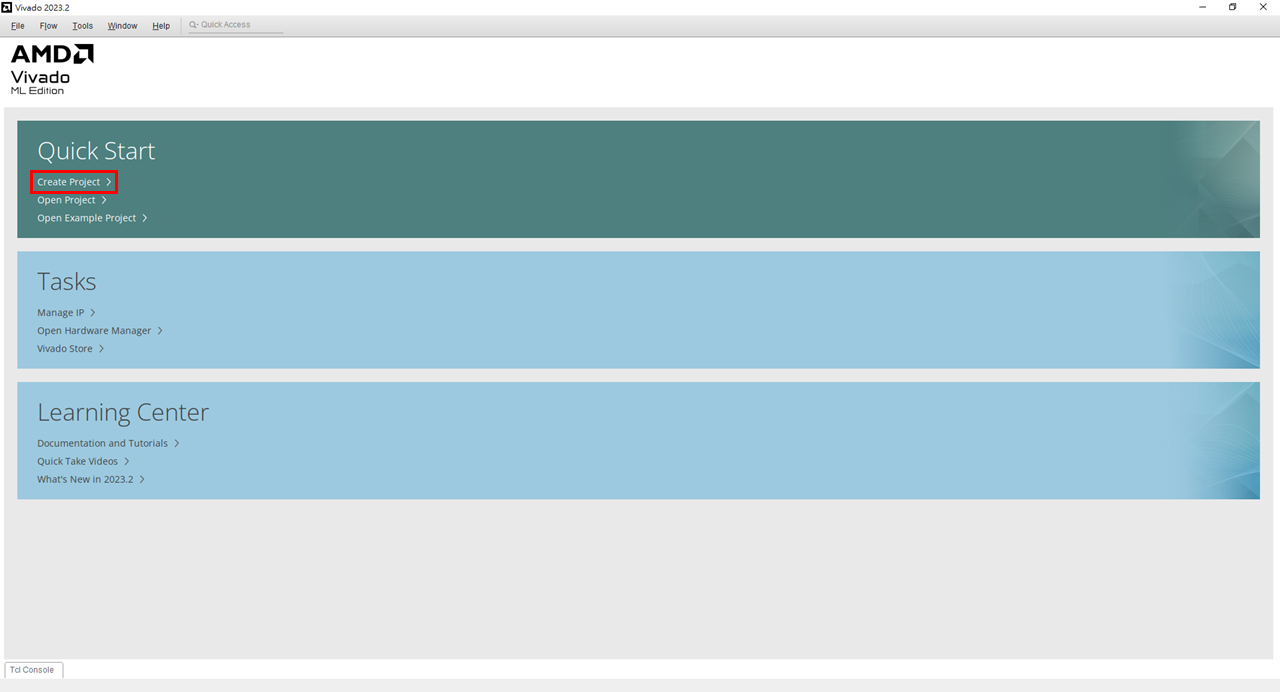 Vivado 2023.2
File Flow Tools Window Help Quick Access
AMD
Vivado
ML Edition
Quick Start
Create Project
Open Project
Open Example Project
Tasks
Manage IP
Open Hardware Manager
Vivado Store
Learning Center
Documentation and Tutorials
Quick Take Videos
What's New in 2023.2
Tcl Console